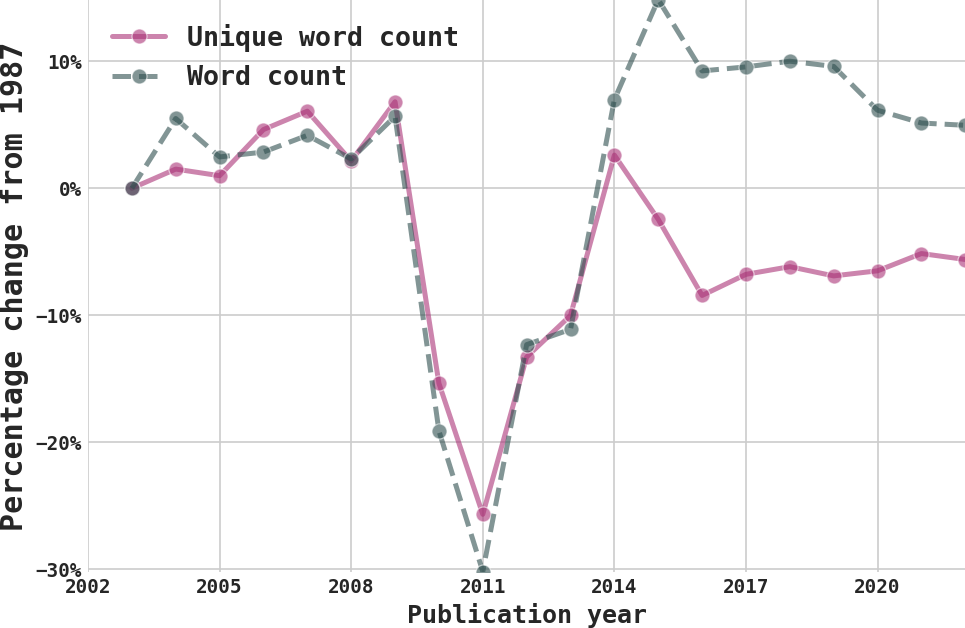 Unique word count
Word count
Percentage change from 1987
10%
0%
−10%
−20%
−30%
2002 2005 2008 2011 2014 2017 2020
Publication year